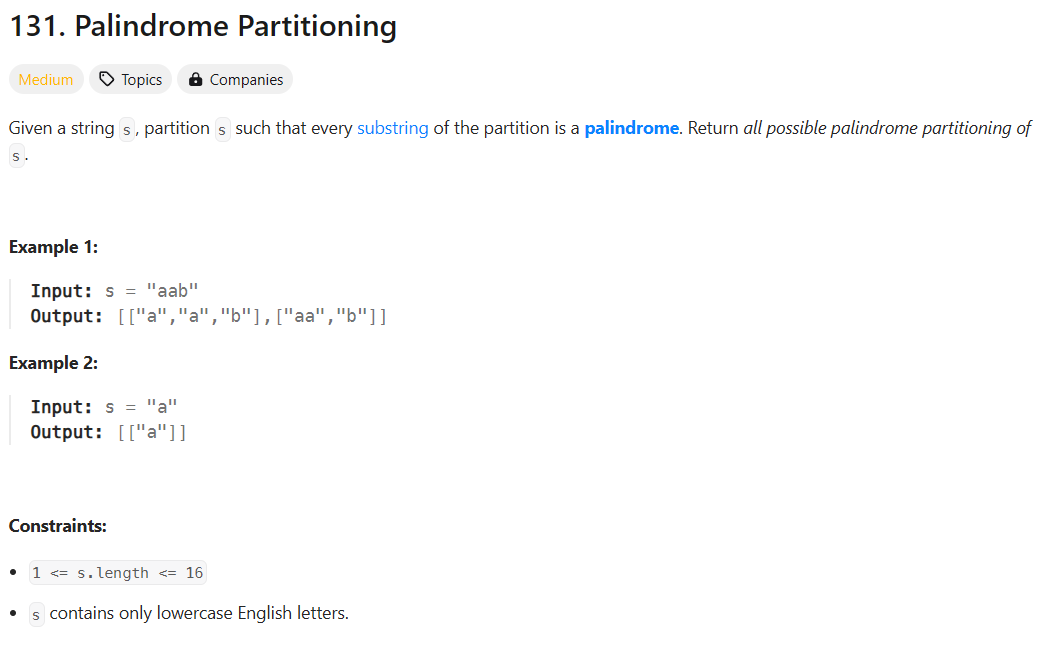 131. Palindrome Partitioning
Medium Topics Companies
Given a string s, partition s such that every substring of the partition is a palindrome. Return all possible palindrome partitioning of
s.
Example 1:
Input: s = "aab"
Output: [["a","a","b"],["aa","b"]]
Example 2:
Input: s = "a"
Output: [["a"]]
Constraints:
• 1 <= s.length <= 16
• s contains only lowercase English letters.